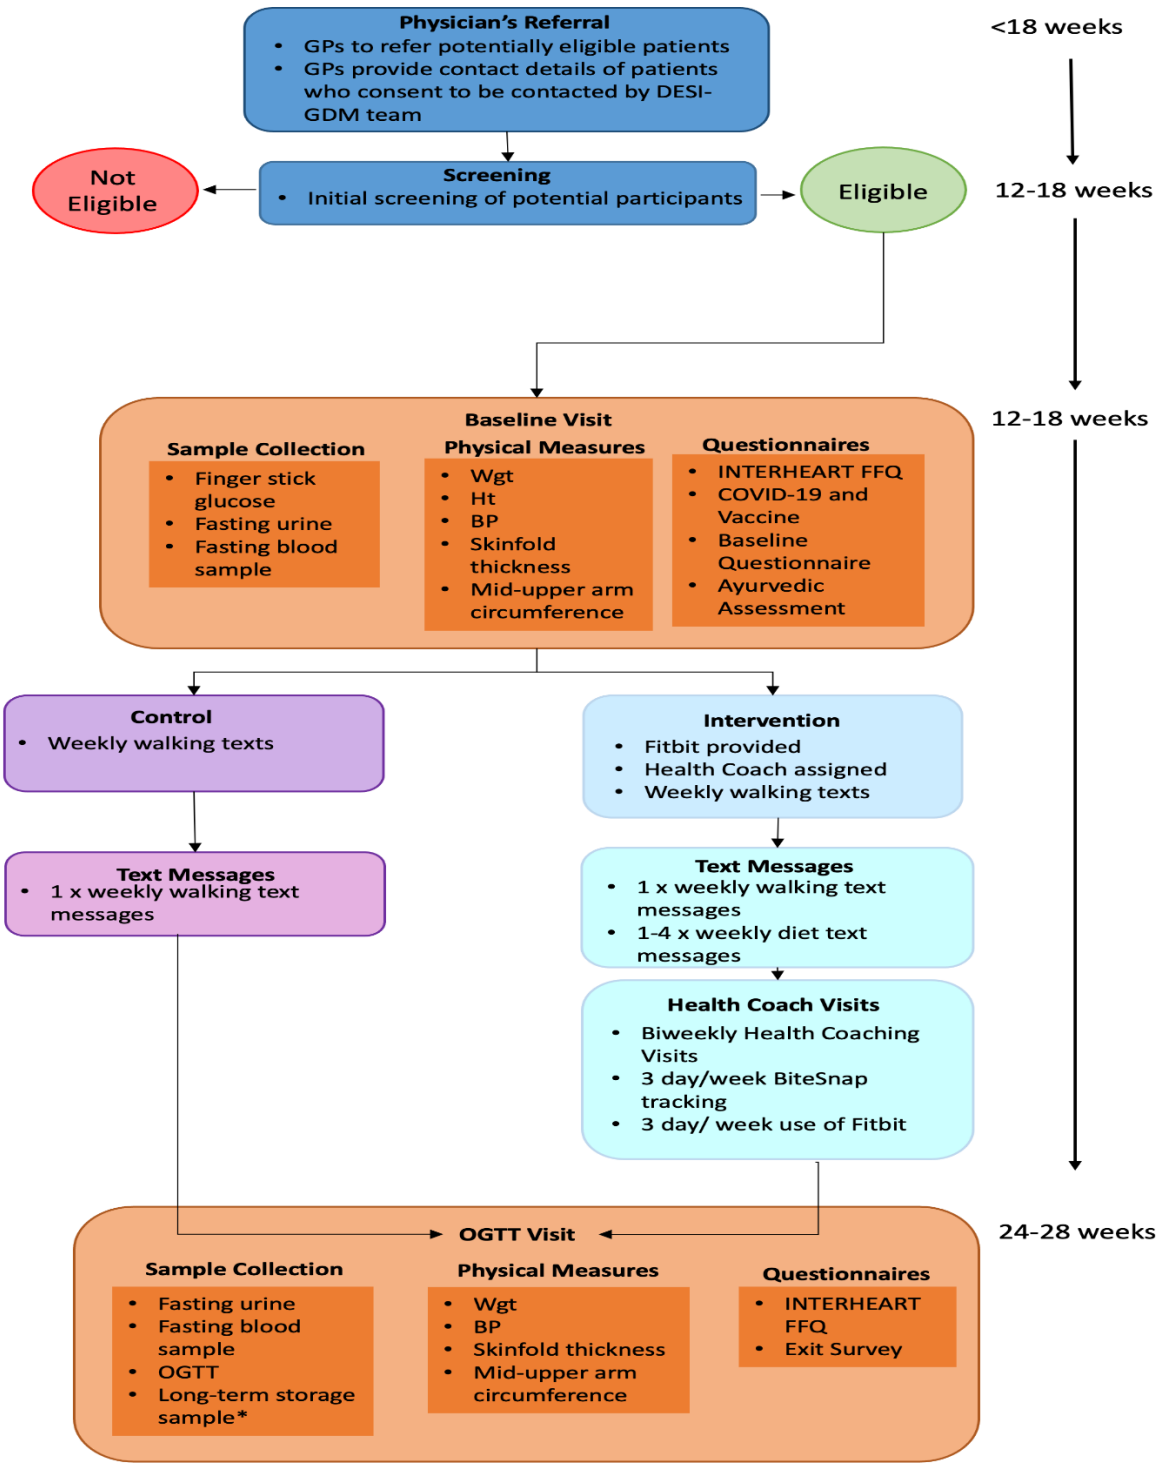 Physician's Referral
• GPs to refer potentially eligible patients
• GPs provide contact details of patients
who consent to be contacted by DESI-
GDM team
<18 weeks
Not
Eligible
Screening
• Initial screening of potential participants
Eligible
12-18 weeks
Baseline Visit
12-18 weeks
Sample Collection
• Finger stick
glucose
• Fasting urine
• Fasting blood
sample
Physical Measures
• Wgt
• Ht
• BP
• Skinfold
thickness
• Mid-upper arm
circumference
Questionnaires
• INTERHEART FFQ
• COVID-19 and
Vaccine
• Baseline
Questionnaire
• Ayurvedic
Assessment
Control
• Weekly walking texts
Intervention
• Fitbit provided
• Health Coach assigned
• Weekly walking texts
Text Messages
• 1 x weekly walking text
messages
Text Messages
• 1 x weekly walking text
messages
• 1-4 x weekly diet text
messages
Health Coach Visits
• Biweekly Health Coaching
Visits
• 3 day/week BiteSnap
tracking
• 3 day/ week use of Fitbit
OGTT Visit
24-28 weeks
Sample Collection
• Fasting urine
• Fasting blood
sample
• OGTT
• Long-term storage
sample*
Physical Measures
• Wgt
• BP
• Skinfold thickness
• Mid-upper arm
circumference
Questionnaires
• INTERHEART
FFQ
• Exit Survey